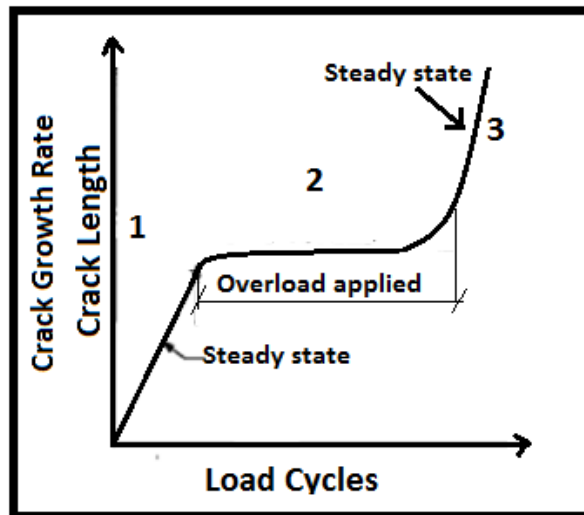 Steady state
3
2
1
Crack Growth Rate
Crack Length
Overload applied
Steady state
Load Cycles